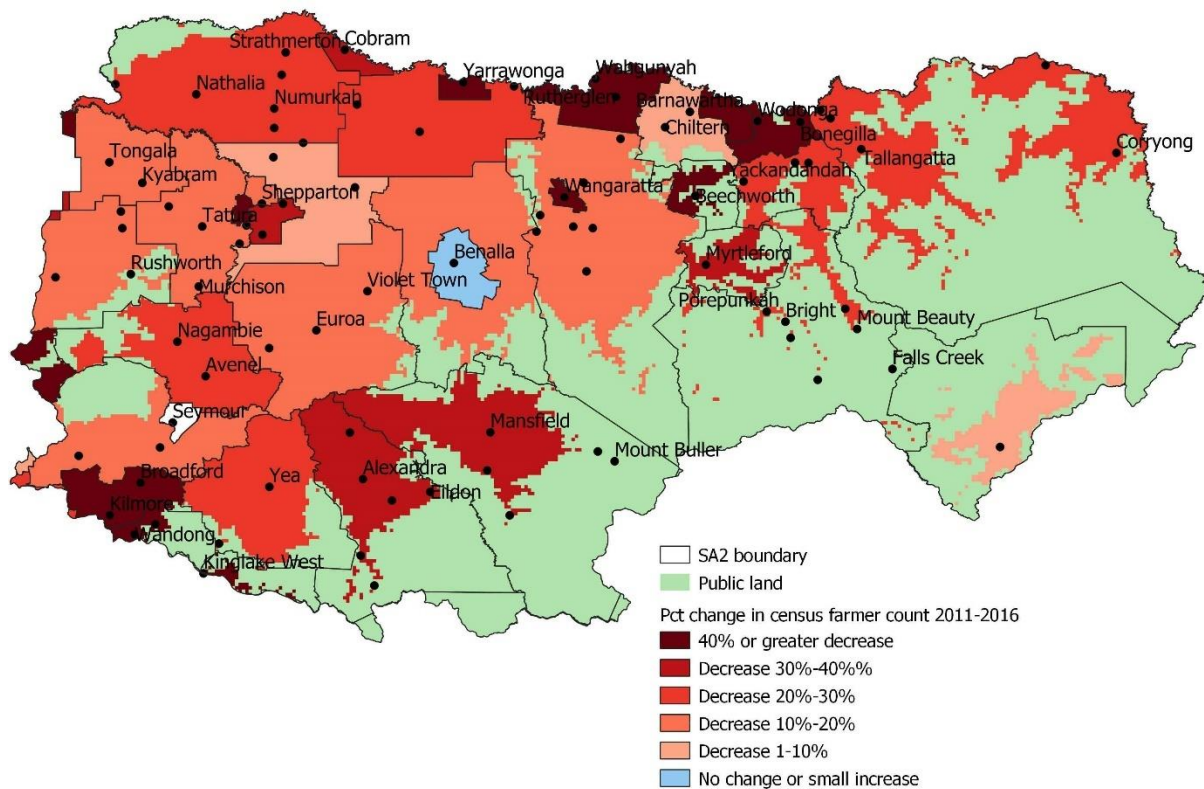 Strathmerton
Cobram
Nathalia
Numurkah
Yarrawonga
Wahgunyah
Rutherglen
Barnawartha
Chiltern
Wodonga
Bonegilla
Corryong
Tallangatta
Tongala
Kyabram
Shepparton
Yackandandah
Beechworth
Wangaratta
Tatura
Rushworth
Murchison
Benalla
Violet Town
Myrtleford
Porepunkah
Bright
Mount Beauty
Nagambie
Euroa
Avenel
Falls Creek
Seymour
Mansfield
Mount Buller
Broadford
Yea
Alexandra
Eildon
Kilmore
Wandong
Kinglake West
SA2 boundary
Public land
Pct change in census farmer count 2011-2016
40% or greater decrease
Decrease 30%-40%%
Decrease 20%-30%
Decrease 10%-20%
Decrease 1-10%
No change or small increase